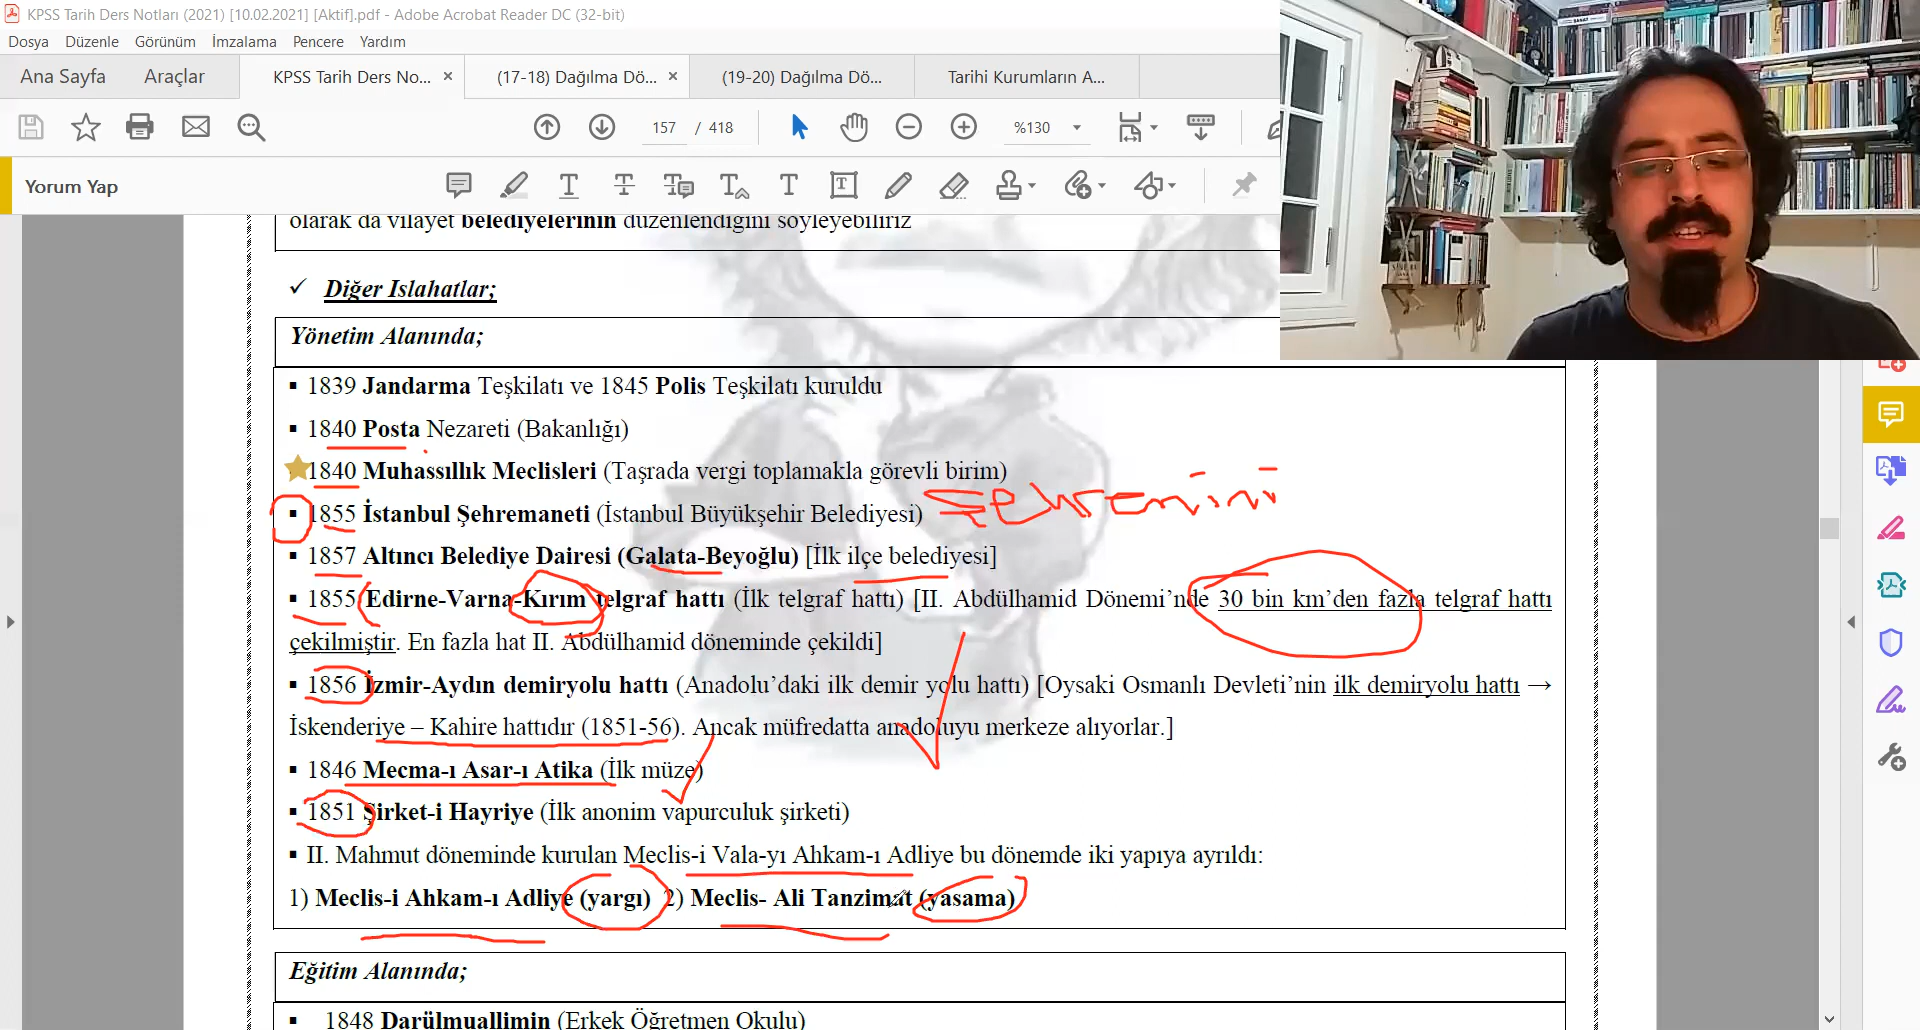 KPSS Tarih Ders Notları (2021) [10.02.2021] [Aktif].pdf - Adobe Acrobat Reader DC (32-bit)
Dosya Düzenle Görünüm İmzalama Pencere Yardım
Ana Sayfa Araçlar KPSS Tarih Ders No... × (17-18) Dağılma Dö... × (19-20) Dağılma Dö... Tarihi Kurumların A...
157 / 418 %130
Yorum Yap
olarak da vilayet belediyelerinin düzenlendiğini söyleyebiliriz
✓ Diğer Islahatlar;
Yönetim Alanında;
▪ 1839 Jandarma Teşkilatı ve 1845 Polis Teşkilatı kuruldu
▪ 1840 Posta Nezareti (Bakanlığı)
1840 Muhassıllık Meclisleri (Taşrada vergi toplamakla görevli birim)
▪ 1855 İstanbul Şehremaneti (İstanbul Büyükşehir Belediyesi) Şehremini
▪ 1857 Altıncı Belediye Dairesi (Galata-Beyoğlu) [İlk ilçe belediyesi]
▪ 1855 Edirne-Varna-Kırım telgraf hattı (İlk telgraf hattı) [II. Abdülhamid Dönemi’nde 30 bin km’den fazla telgraf hattı
çekilmiştir. En fazla hat II. Abdülhamid döneminde çekildi]
▪ 1856 İzmir-Aydın demiryolu hattı (Anadolu’daki ilk demir yolu hattı) [Oysaki Osmanlı Devleti’nin ilk demiryolu hattı →
İskenderiye – Kahire hattıdır (1851-56). Ancak müfredatta anadoluyu merkeze alıyorlar.]
▪ 1846 Mecma-ı Asar-ı Atika (İlk müze)
▪ 1851 Şirket-i Hayriye (İlk anonim vapurculuk şirketi)
▪ II. Mahmut döneminde kurulan Meclis-i Vala-yı Ahkam-ı Adliye bu dönemde iki yapıya ayrıldı:
1) Meclis-i Ahkam-ı Adliye (yargı) 2) Meclis- Ali Tanzimat (yasama)
Eğitim Alanında;
▪ 1848 Darülmuallimin (Erkek Öğretmen Okulu)